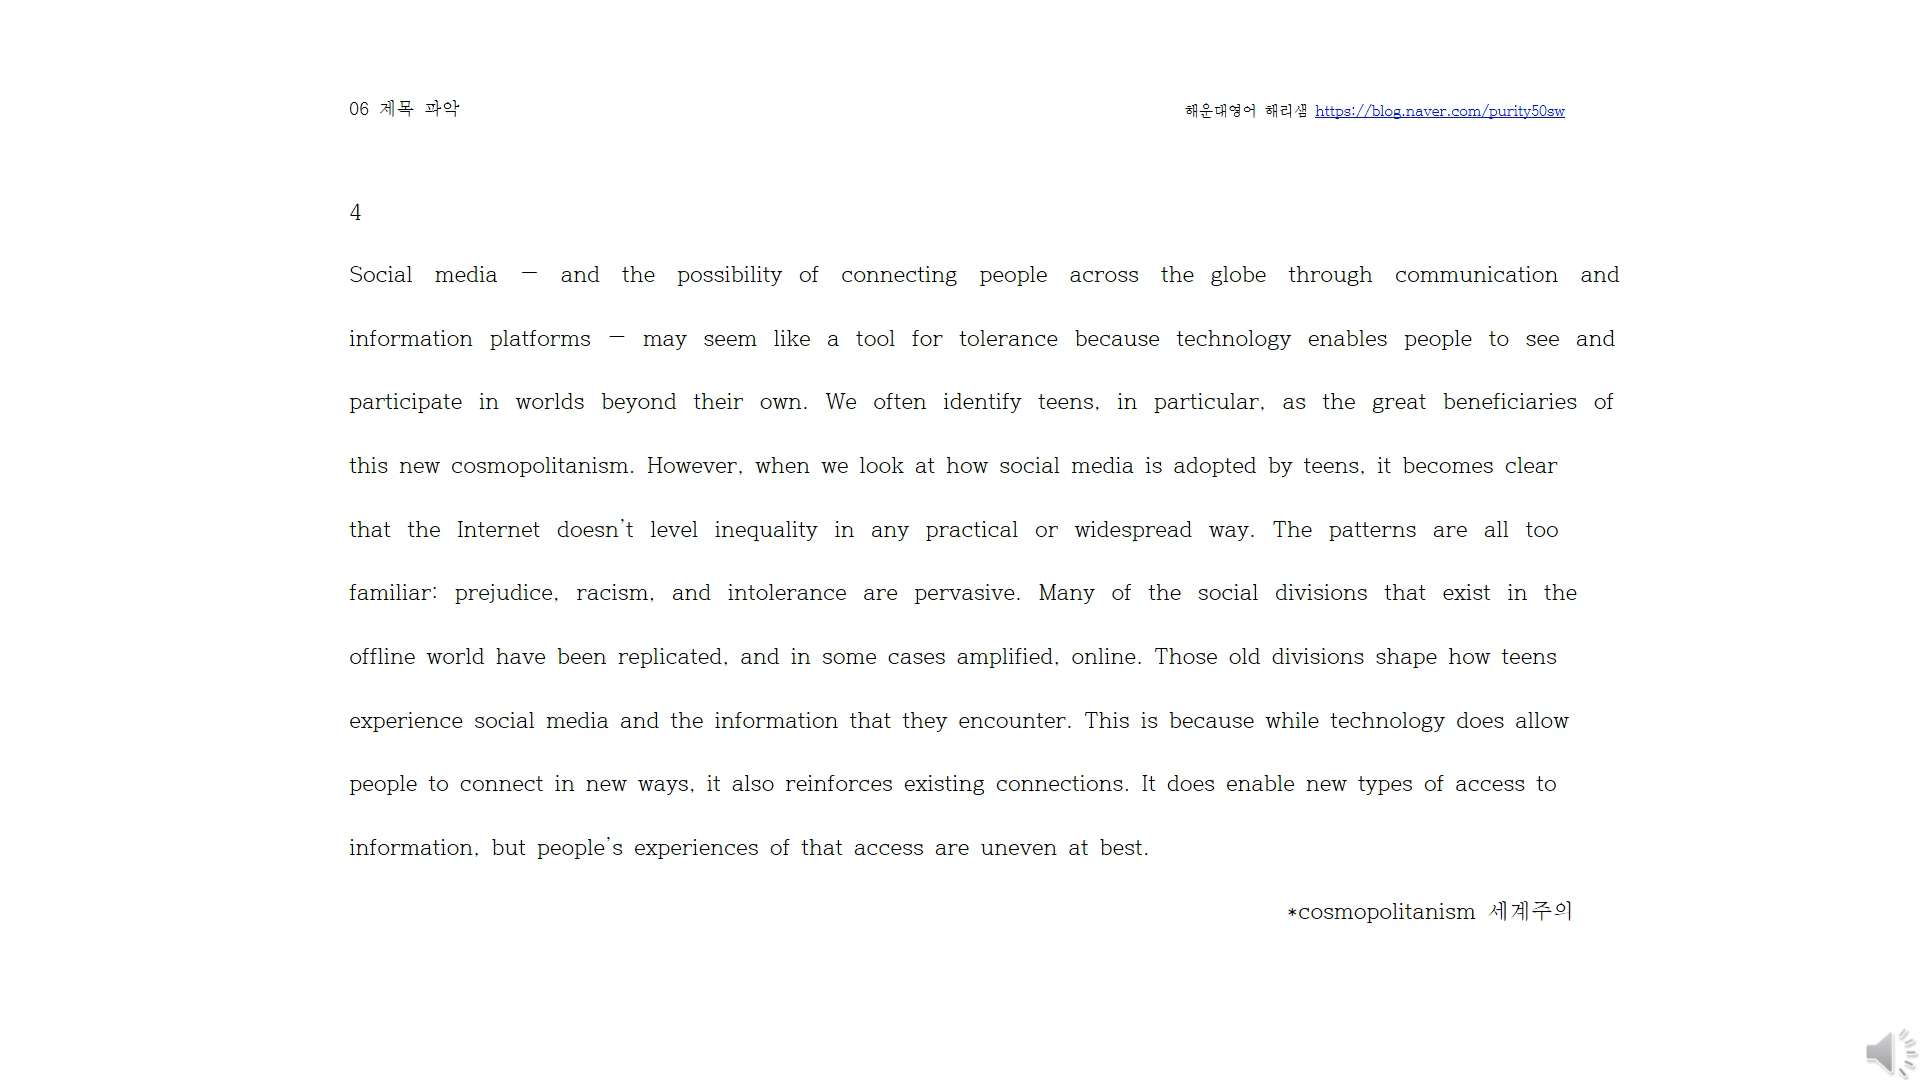 06 제목 파악
해운대영어 해리샘 https://blog.naver.com/purity50sw
4
Social media － and the possibility of connecting people across the globe through communication and
information platforms － may seem like a tool for tolerance because technology enables people to see and
participate in worlds beyond their own. We often identify teens, in particular, as the great beneficiaries of
this new cosmopolitanism. However, when we look at how social media is adopted by teens, it becomes clear
that the Internet doesn’t level inequality in any practical or widespread way. The patterns are all too
familiar: prejudice, racism, and intolerance are pervasive. Many of the social divisions that exist in the
offline world have been replicated, and in some cases amplified, online. Those old divisions shape how teens
experience social media and the information that they encounter. This is because while technology does allow
people to connect in new ways, it also reinforces existing connections. It does enable new types of access to
information, but people’s experiences of that access are uneven at best.
*cosmopolitanism 세계주의